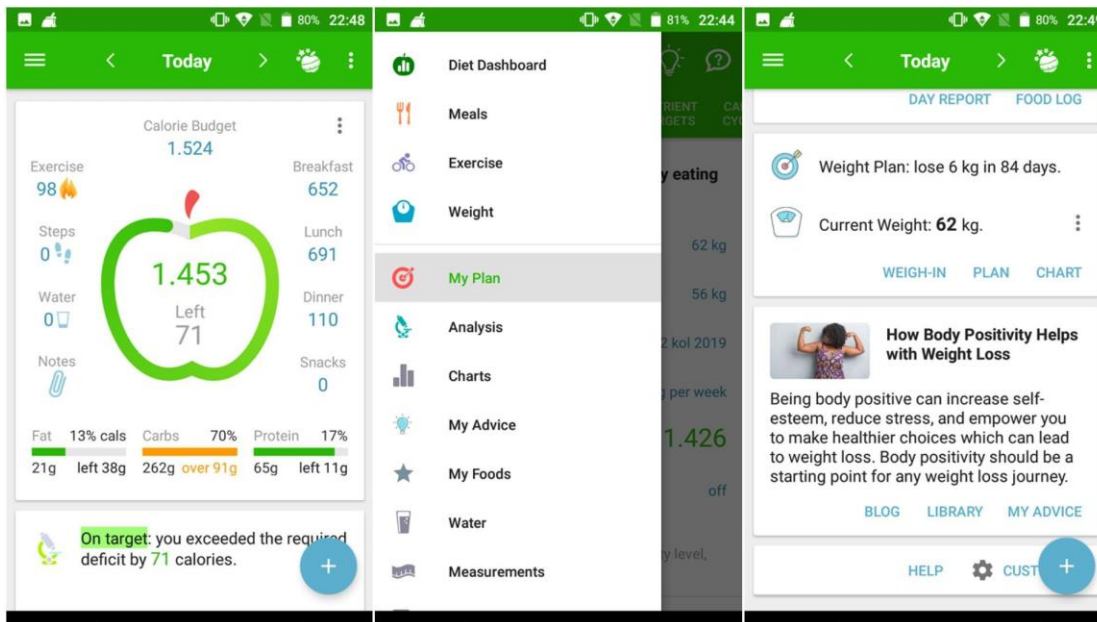 80% 22:48
Today
Calorie Budget
1.524
Exercise
98
Breakfast
652
Steps
0
Lunch
691
1.453
Left
71
Water
0
Dinner
110
Notes
Snacks
0
Fat 13% cals Carbs 70% Protein 17%
21g left 38g 262g over 91g 65g left 11g
On target: you exceeded the required
deficit by 71 calories.
+
81% 22:44
Diet Dashboard
Meals
Exercise
Weight
My Plan
Analysis
Charts
My Advice
My Foods
Water
Measurements
y eating
62 kg
56 kg
2 kol 2019
per week
1.426
off
ty level,
80%
Today
DAY REPORT FOOD LOG
Weight Plan: lose 6 kg in 84 days.
Current Weight: 62 kg.
WEIGH-IN PLAN CHART
How Body Positivity Helps
with Weight Loss
Being body positive can increase self-
esteem, reduce stress, and empower you
to make healthier choices which can lead
to weight loss. Body positivity should be a
starting point for any weight loss journey.
BLOG LIBRARY MY ADVICE
HELP CUST
+